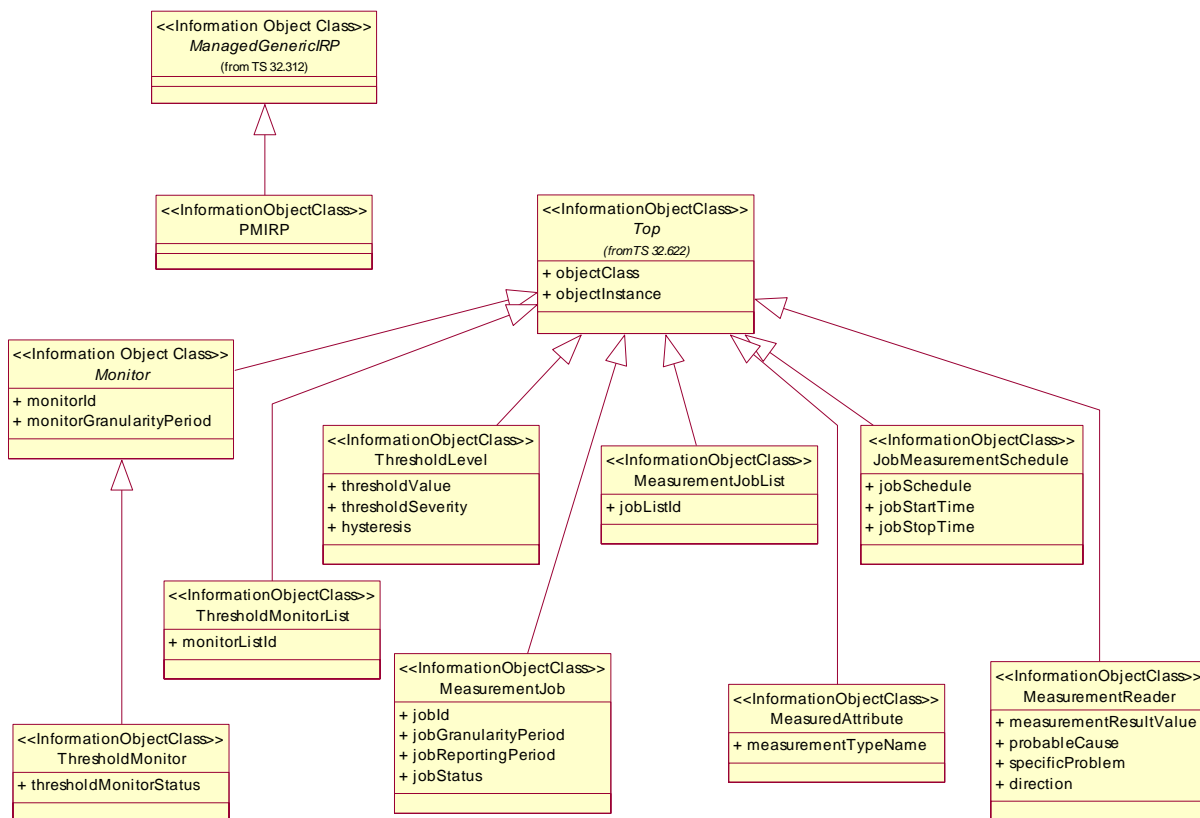 <<Information Object Class>>
ManagedGenericIRP
(from TS 32.312)
<<InformationObjectClass>>
PMIRP
<<InformationObjectClass>>
Top
(fromTS 32.622)
+ objectClass
+ objectInstance
<<Information Object Class>>
Monitor
+ monitorId
+ monitorGranularityPeriod
<<InformationObjectClass>>
ThresholdLevel
+ thresholdValue
+ thresholdSeverity
+ hysteresis
<<InformationObjectClass>>
MeasurementJobList
+ jobListId
<<InformationObjectClass>>
JobMeasurementSchedule
+ jobSchedule
+ jobStartTime
+ jobStopTime
<<InformationObjectClass>>
ThresholdMonitorList
+ monitorListId
<<InformationObjectClass>>
MeasurementJob
+ jobId
+ jobGranularityPeriod
+ jobReportingPeriod
+ jobStatus
<<InformationObjectClass>>
MeasuredAttribute
+ measurementTypeName
<<InformationObjectClass>>
MeasurementReader
+ measurementResultValue
+ probableCause
+ specificProblem
+ direction
<<InformationObjectClass>>
ThresholdMonitor
+ thresholdMonitorStatus